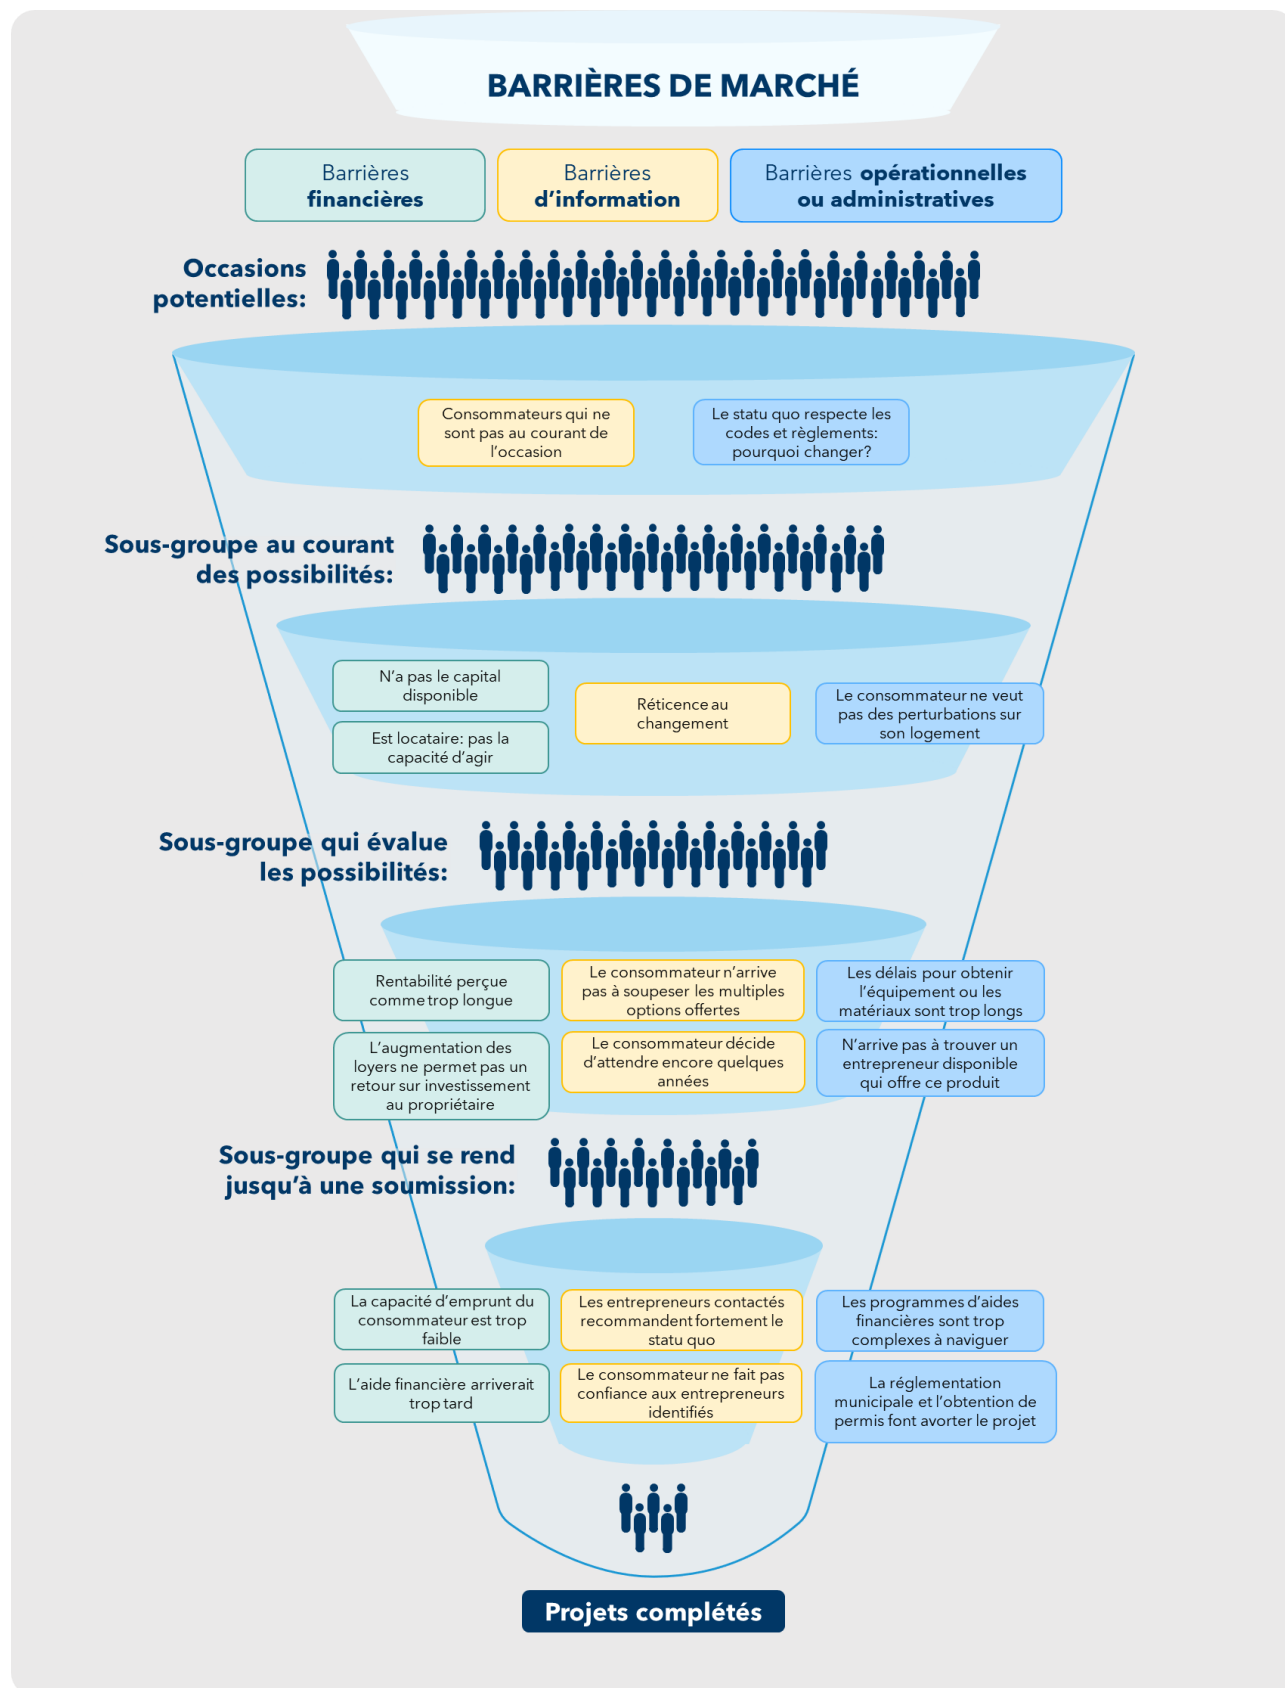 BARRIÈRES DE MARCHÉ
Barrières
financières
Barrières
d’information
Barrières opérationnelles
ou administratives
Occasions
potentielles:
Consommateurs qui ne
sont pas au courant de
l’occasion
Le statu quo respecte les
codes et règlements:
pourquoi changer?
Sous-groupe au courant
des possibilités:
N’a pas le capital
disponible
Est locataire: pas la
capacité d’agir
Réticence au
changement
Le consommateur ne veut
pas des perturbations sur
son logement
Sous-groupe qui évalue
les possibilités:
Rentabilité perçue
comme trop longue
Le consommateur n’arrive
pas à soupeser les multiples
options offertes
Les délais pour obtenir
l’équipement ou les
matériaux sont trop longs
L’augmentation des
loyers ne permet pas un
retour sur investissement
au propriétaire
Le consommateur décide
d’attendre encore quelques
années
N’arrive pas à trouver un
entrepreneur disponible
qui offre ce produit
Sous-groupe qui se rend
jusqu’à une soumission:
La capacité d’emprunt du
consommateur est trop
faible
Les entrepreneurs contactés
recommandent fortement le
statu quo
Les programmes d’aides
financières sont trop
complexes à naviguer
L’aide financière arriverait
trop tard
Le consommateur ne fait pas
confiance aux entrepreneurs
identifiés
La réglementation
municipale et l’obtention de
permis font avorter le projet
Projets complétés